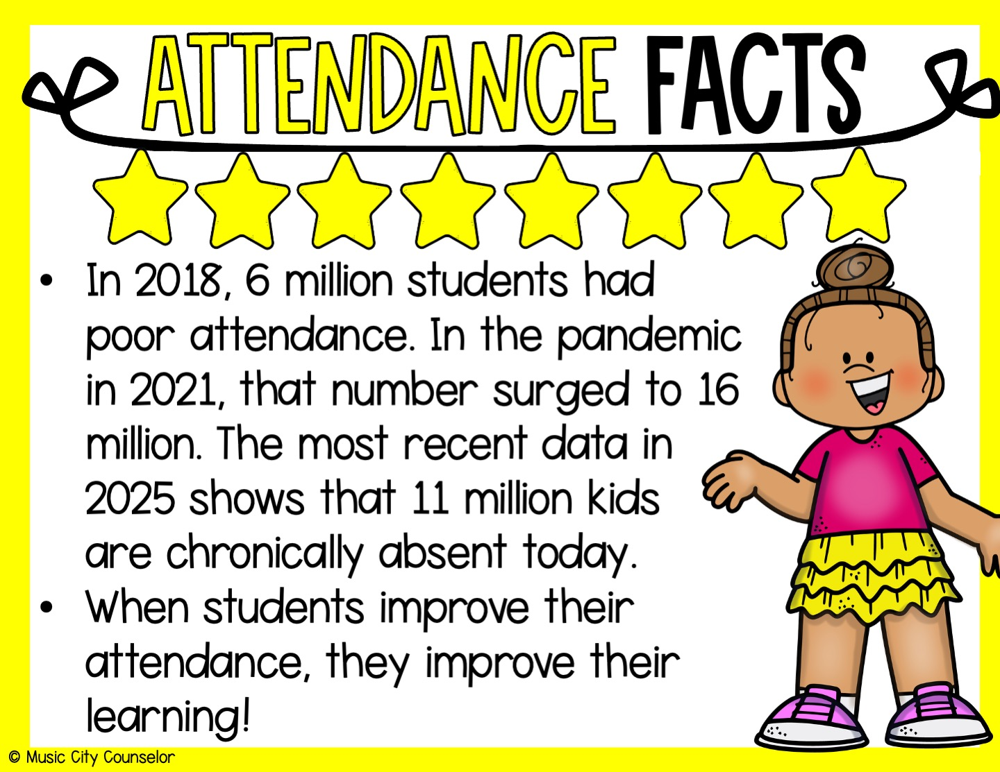 ATTENDANCE FACTS
• In 2018, 6 million students had
poor attendance. In the pandemic
in 2021, that number surged to 16
million. The most recent data in
2025 shows that 11 million kids
are chronically absent today.
• When students improve their
attendance, they improve their
learning!
© Music City Counselor